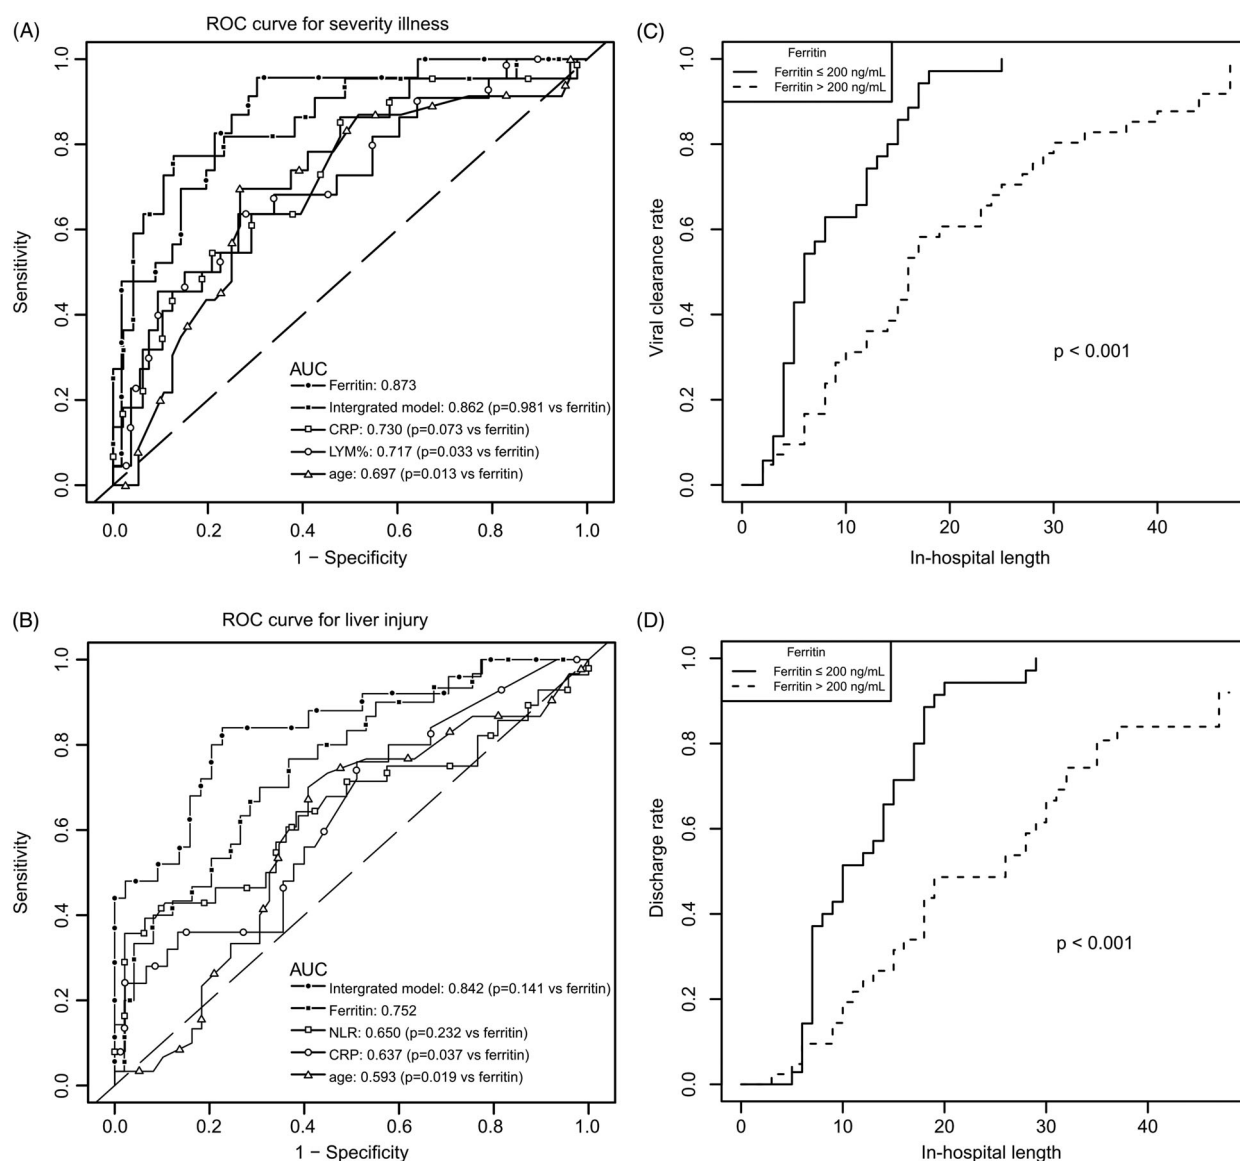 (A)
ROC curve for severity illness
Sensitivity
1.0
0.8
0.6
0.4
0.2
0.0
AUC
Ferritin: 0.873
Intergrated model: 0.862 (p=0.981 vs ferritin)
CRP: 0.730 (p=0.073 vs ferritin)
LYM%: 0.717 (p=0.033 vs ferritin)
age: 0.697 (p=0.013 vs ferritin)
0.0 0.2 0.4 0.6 0.8 1.0
1 − Specificity
(C)
Ferritin
Ferritin ≤ 200 ng/mL
Ferritin > 200 ng/mL
Viral clearance rate
1.0
0.8
0.6
0.4
0.2
0.0
p < 0.001
0 10 20 30 40
In-hospital length
(B)
ROC curve for liver injury
Sensitivity
1.0
0.8
0.6
0.4
0.2
0.0
AUC
Intergrated model: 0.842 (p=0.141 vs ferritin)
Ferritin: 0.752
NLR: 0.650 (p=0.232 vs ferritin)
CRP: 0.637 (p=0.037 vs ferritin)
age: 0.593 (p=0.019 vs ferritin)
0.0 0.2 0.4 0.6 0.8 1.0
1 − Specificity
(D)
Ferritin
Ferritin ≤ 200 ng/mL
Ferritin > 200 ng/mL
Discharge rate
1.0
0.8
0.6
0.4
0.2
0.0
p < 0.001
0 10 20 30 40
In-hospital length